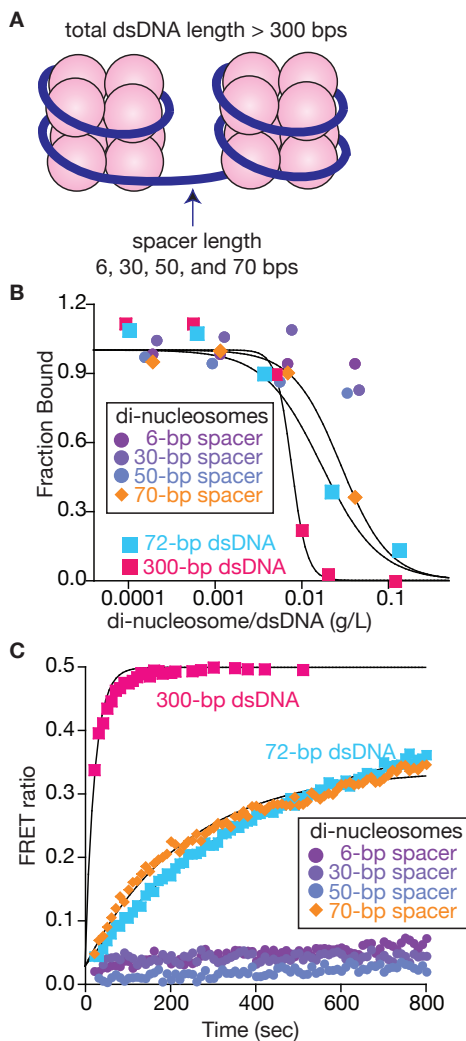 A
total dsDNA length > 300 bps
spacer length
6, 30, 50, and 70 bps
B
1.2
0.9
0.6
0.3
0.0
Fraction Bound
di-nucleosomes
6-bp spacer
30-bp spacer
50-bp spacer
70-bp spacer
72-bp dsDNA
300-bp dsDNA
0.0001 0.001 0.01 0.1
di-nucleosome/dsDNA (g/L)
C
0.5
0.4
0.3
0.2
0.1
0.0
FRET ratio
300-bp dsDNA
72-bp dsDNA
di-nucleosomes
6-bp spacer
30-bp spacer
50-bp spacer
70-bp spacer
0 200 400 600 800
Time (sec)